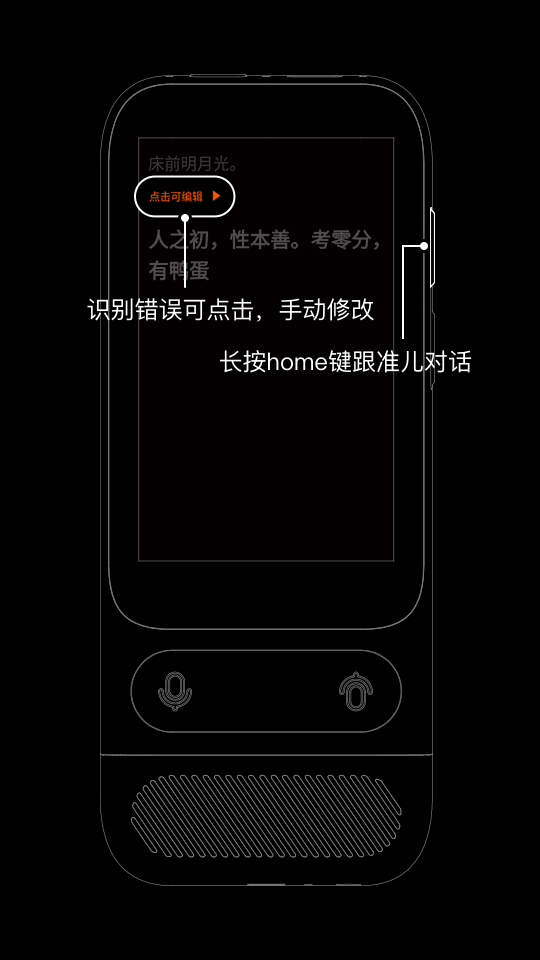 床前明月光。
点击可编辑
人之初，性本善。考零分，
有鸭蛋
识别错误可点击，手动修改
长按home键跟准儿对话